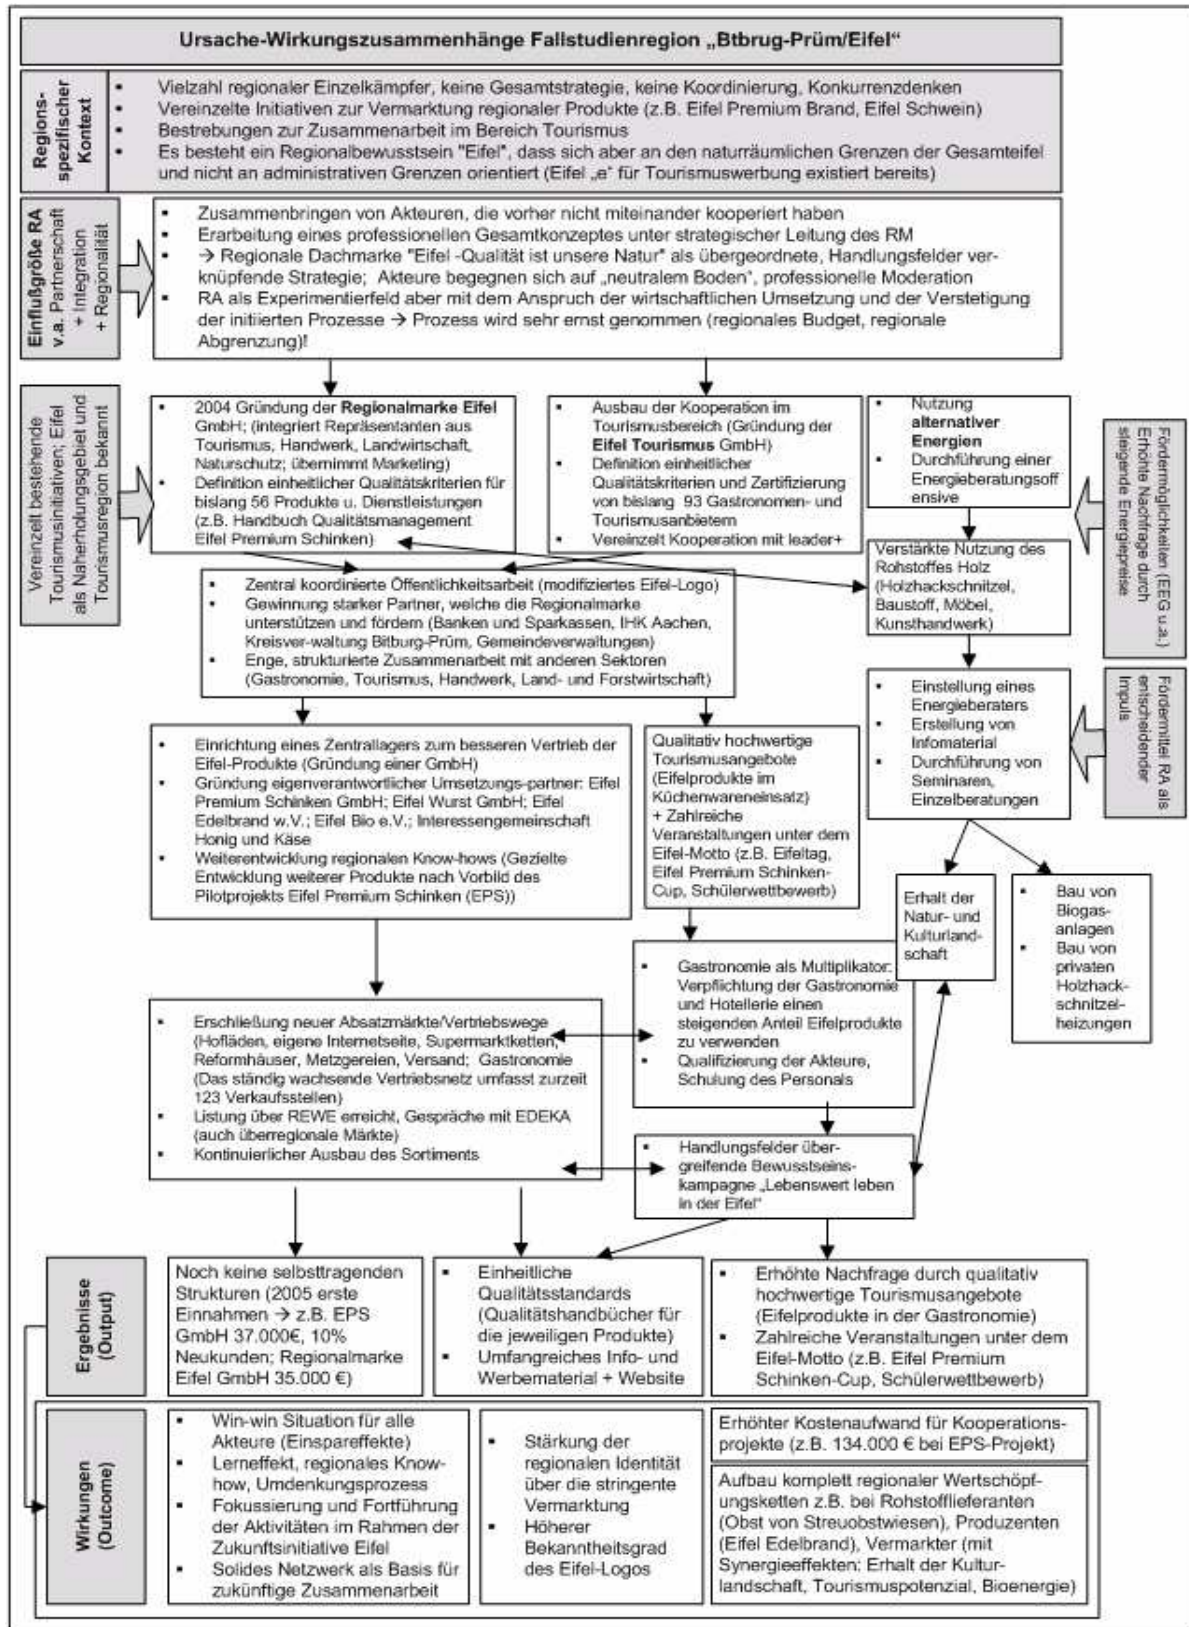 Ursache-Wirkungszusammenhänge Fallstudienregion „Btbrug-Prüm/Eifel“
Regions-
spezifischer
Kontext
▪ Vielzahl regionaler Einzelkämpfer, keine Gesamtstrategie, keine Koordinierung, Konkurrenzdenken
▪ Vereinzelte Initiativen zur Vermarktung regionaler Produkte (z.B. Eifel Premium Brand, Eifel Schwein)
▪ Bestrebungen zur Zusammenarbeit im Bereich Tourismus
▪ Es besteht ein Regionalbewusstsein "Eifel", dass sich aber an den naturräumlichen Grenzen der Gesamteifel
und nicht an administrativen Grenzen orientiert (Eifel „e“ für Tourismuswerbung existiert bereits)
Einflußgröße RA
v.a. Partnerschaft
+ Integration
+ Regionalität
▪ Zusammenbringen von Akteuren, die vorher nicht miteinander kooperiert haben
▪ Erarbeitung eines professionellen Gesamtkonzeptes unter strategischer Leitung des RM
▪ → Regionale Dachmarke "Eifel -Qualität ist unsere Natur" als übergeordnete, Handlungsfelder ver-
knüpfende Strategie; Akteure begegnen sich auf „neutralem Boden“, professionelle Moderation
▪ RA als Experimentierfeld aber mit dem Anspruch der wirtschaftlichen Umsetzung und der Verstetigung
der initiierten Prozesse → Prozess wird sehr ernst genommen (regionales Budget, regionale
Abgrenzung)!
Vereinzelt bestehende
Tourismusinitiativen; Eifel
als Naherholungsgebiet und
Tourismusregion bekannt
▪ 2004 Gründung der Regionalmarke Eifel
GmbH; (integriert Repräsentanten aus
Tourismus, Handwerk, Landwirtschaft,
Naturschutz; übernimmt Marketing)
▪ Definition einheitlicher Qualitätskriterien für
bislang 56 Produkte u. Dienstleistungen
(z.B. Handbuch Qualitätsmanagement
Eifel Premium Schinken)
▪ Ausbau der Kooperation im
Tourismusbereich (Gründung der
Eifel Tourismus GmbH)
▪ Definition einheitlicher
Qualitätskriterien und Zertifizierung
von bislang 93 Gastronomen- und
Tourismusanbietern
▪ Vereinzelt Kooperation mit leader+
▪ Nutzung
alternativer
Energien
▪ Durchführung einer
Energieberatungsoff
ensive
Fördermöglichkeiten (EEG u.a.)
Erhöhte Nachfrage durch
steigende Energiepreise
Verstärkte Nutzung des
Rohstoffes Holz
(Holzhackschnitzel,
Baustoff, Möbel,
Kunsthandwerk)
▪ Zentral koordinierte Öffentlichkeitsarbeit (modifiziertes Eifel-Logo)
▪ Gewinnung starker Partner, welche die Regionalmarke
unterstützen und fördern (Banken und Sparkassen, IHK Aachen,
Kreisver-waltung Bitburg-Prüm, Gemeindeverwaltungen)
▪ Enge, strukturierte Zusammenarbeit mit anderen Sektoren
(Gastronomie, Tourismus, Handwerk, Land- und Forstwirtschaft)
▪ Einstellung eines
Energieberaters
▪ Erstellung von
Infomaterial
▪ Durchführung von
Seminaren,
Einzelberatungen
Fördermittel RA als
entscheidender
Impuls
▪ Einrichtung eines Zentrallagers zum besseren Vertrieb der
Eifel-Produkte (Gründung einer GmbH)
▪ Gründung eigenverantwortlicher Umsetzungs-partner: Eifel
Premium Schinken GmbH; Eifel Wurst GmbH; Eifel
Edelbrand w.V.; Eifel Bio e.V.; Interessengemeinschaft
Honig und Käse
▪ Weiterentwicklung regionalen Know-hows (Gezielte
Entwicklung weiterer Produkte nach Vorbild des
Pilotprojekts Eifel Premium Schinken (EPS))
Qualitativ hochwertige
Tourismusangebote
(Eifelprodukte im
Küchenwareneinsatz)
+ Zahlreiche
Veranstaltungen unter dem
Eifel-Motto (z.B. Eifeltag,
Eifel Premium Schinken-
Cup, Schülerwettbewerb)
Erhalt der
Natur- und
Kulturland-
schaft
▪ Bau von
Biogas-
anlagen
▪ Bau von
privaten
Holzhack-
schnitzel-
heizungen
▪ Gastronomie als Multiplikator:
Verpflichtung der Gastronomie
und Hotellerie einen
steigenden Anteil Eifelprodukte
zu verwenden
▪ Qualifizierung der Akteure,
Schulung des Personals
▪ Erschließung neuer Absatzmärkte/Vertriebswege
(Hofläden, eigene Internetseite, Supermarktketten,
Reformhäuser, Metzgereien, Versand; Gastronomie
(Das ständig wachsende Vertriebsnetz umfasst zurzeit
123 Verkaufsstellen)
▪ Listung über REWE erreicht, Gespräche mit EDEKA
(auch überregionale Märkte)
▪ Kontinuierlicher Ausbau des Sortiments
▪ Handlungsfelder über-
greifende Bewusstseins-
kampagne „Lebenswert leben
in der Eifel“
Ergebnisse
(Output)
Noch keine selbsttragenden
Strukturen (2005 erste
Einnahmen → z.B. EPS
GmbH 37.000€, 10%
Neukunden; Regionalmarke
Eifel GmbH 35.000 €)
▪ Einheitliche
Qualitätsstandards
(Qualitätshandbücher für
die jeweiligen Produkte)
▪ Umfangreiches Info- und
Werbematerial + Website
▪ Erhöhte Nachfrage durch qualitativ
hochwertige Tourismusangebote
(Eifelprodukte in der Gastronomie)
▪ Zahlreiche Veranstaltungen unter dem
Eifel-Motto (z.B. Eifel Premium
Schinken-Cup, Schülerwettbewerb)
Wirkungen
(Outcome)
▪ Win-win Situation für alle
Akteure (Einspareffekte)
▪ Lerneffekt, regionales Know-
how, Umdenkungsprozess
▪ Fokussierung und Fortführung
der Aktivitäten im Rahmen der
Zukunftsinitiative Eifel
▪ Solides Netzwerk als Basis für
zukünftige Zusammenarbeit
▪ Stärkung der
regionalen Identität
über die stringente
Vermarktung
▪ Höherer
Bekanntheitsgrad
des Eifel-Logos
Erhöhter Kostenaufwand für Kooperations-
projekte (z.B. 134.000 € bei EPS-Projekt)
Aufbau komplett regionaler Wertschöpf-
ungsketten z.B. bei Rohstofflieferanten
(Obst von Streuobstwiesen), Produzenten
(Eifel Edelbrand), Vermarkter (mit
Synergieeffekten: Erhalt der Kultur-
landschaft, Tourismuspotenzial, Bioenergie)